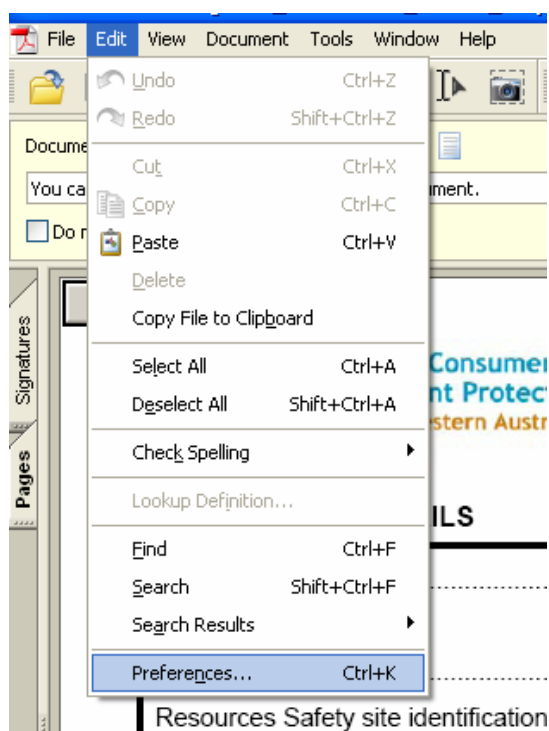 File Edit View Document Tools Window Help
Undo Ctrl+Z
Redo Shift+Ctrl+Z
Cut Ctrl+X
Copy Ctrl+C
Paste Ctrl+V
Delete
Copy File to Clipboard
Select All Ctrl+A
Deselect All Shift+Ctrl+A
Check Spelling
Lookup Definition...
Find Ctrl+F
Search Shift+Ctrl+F
Search Results
Preferences... Ctrl+K
Docume
You ca ment.
Do r
Signatures
Pages
Consumer
nt Protec
stern Austr
ILS
Resources Safety site identification